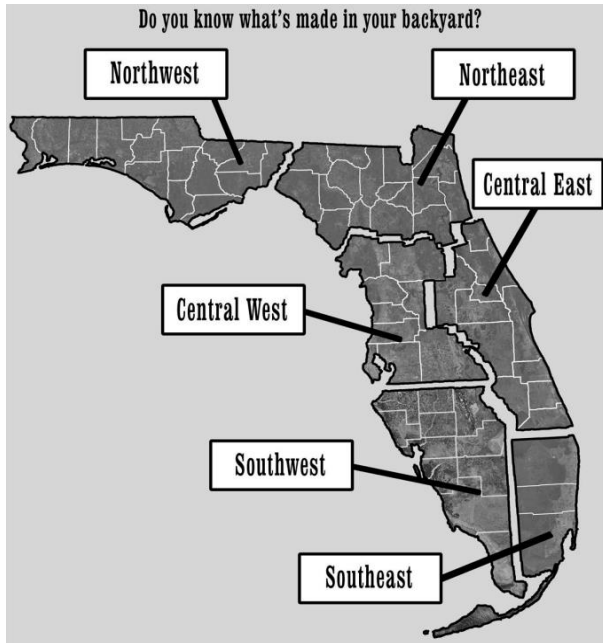 Do you know what's made in your backyard?
Northwest
Northeast
Central East
Central West
Southwest
Southeast